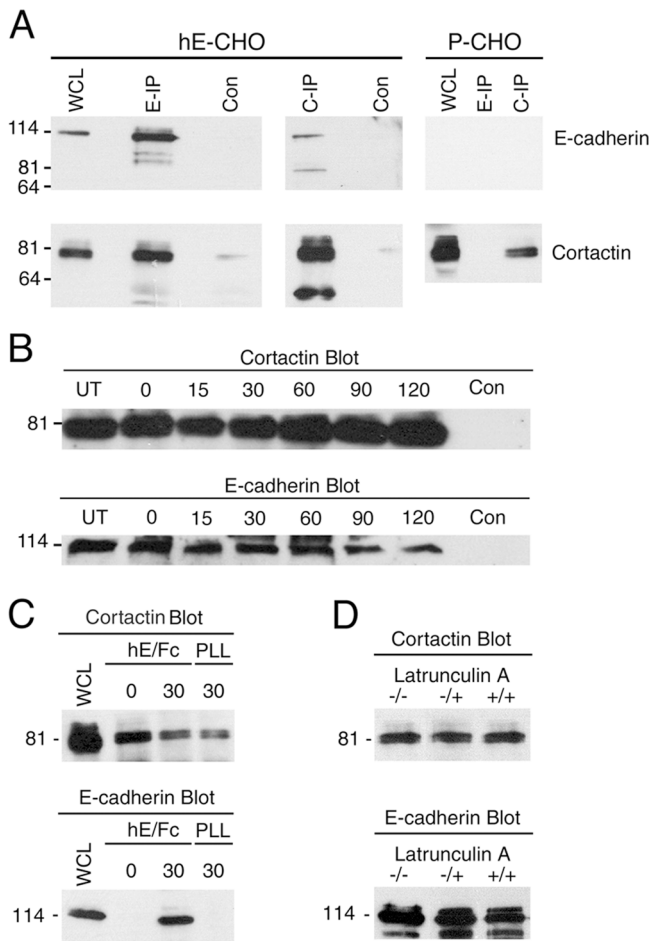 A
hE-CHO P-CHO
WCL E-IP Con C-IP Con WCL E-IP C-IP
114
81
64
E-cadherin
81
64
Cortactin
B
Cortactin Blot
UT 0 15 30 60 90 120 Con
81
E-cadherin Blot
UT 0 15 30 60 90 120 Con
114
C
Cortactin Blot
WCL hE/Fc PLL
0 30 30
81 -
E-cadherin Blot
WCL hE/Fc PLL
0 30 30
114 -
D
Cortactin Blot
Latrunculin A
-/- -/+ +/+
81 -
E-cadherin Blot
Latrunculin A
-/- -/+ +/+
114 -